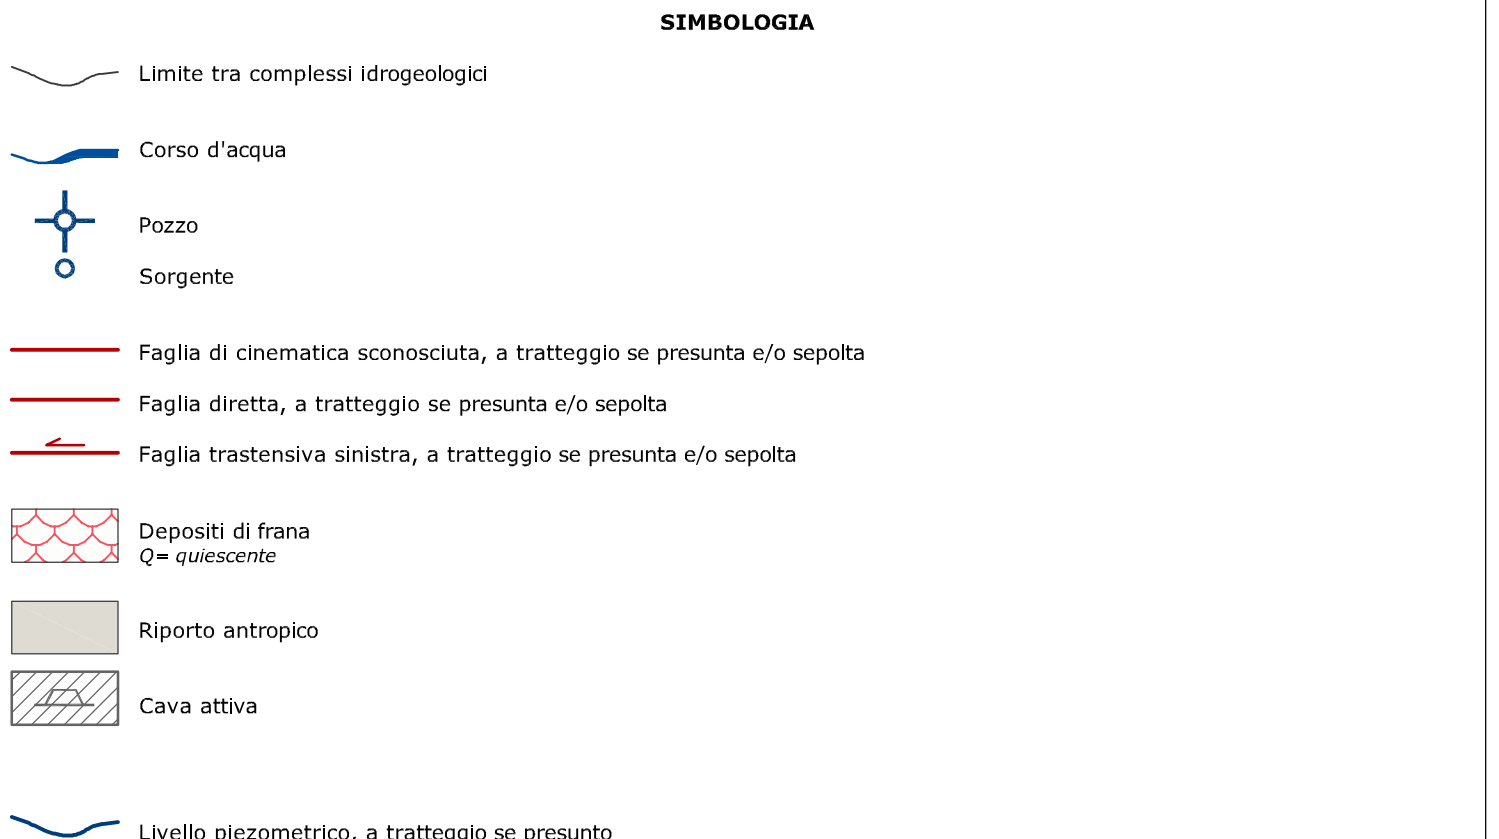 SIMBOLOGIA
Limite tra complessi idrogeologici
Corso d'acqua
Pozzo
Sorgente
Faglia di cinematica sconosciuta, a tratteggio se presunta e/o sepolta
Faglia diretta, a tratteggio se presunta e/o sepolta
Faglia trastensiva sinistra, a tratteggio se presunta e/o sepolta
Depositi di frana
Q= quiescente
Riporto antropico
Cava attiva
Livello piezometrico, a tratteggio se presunto